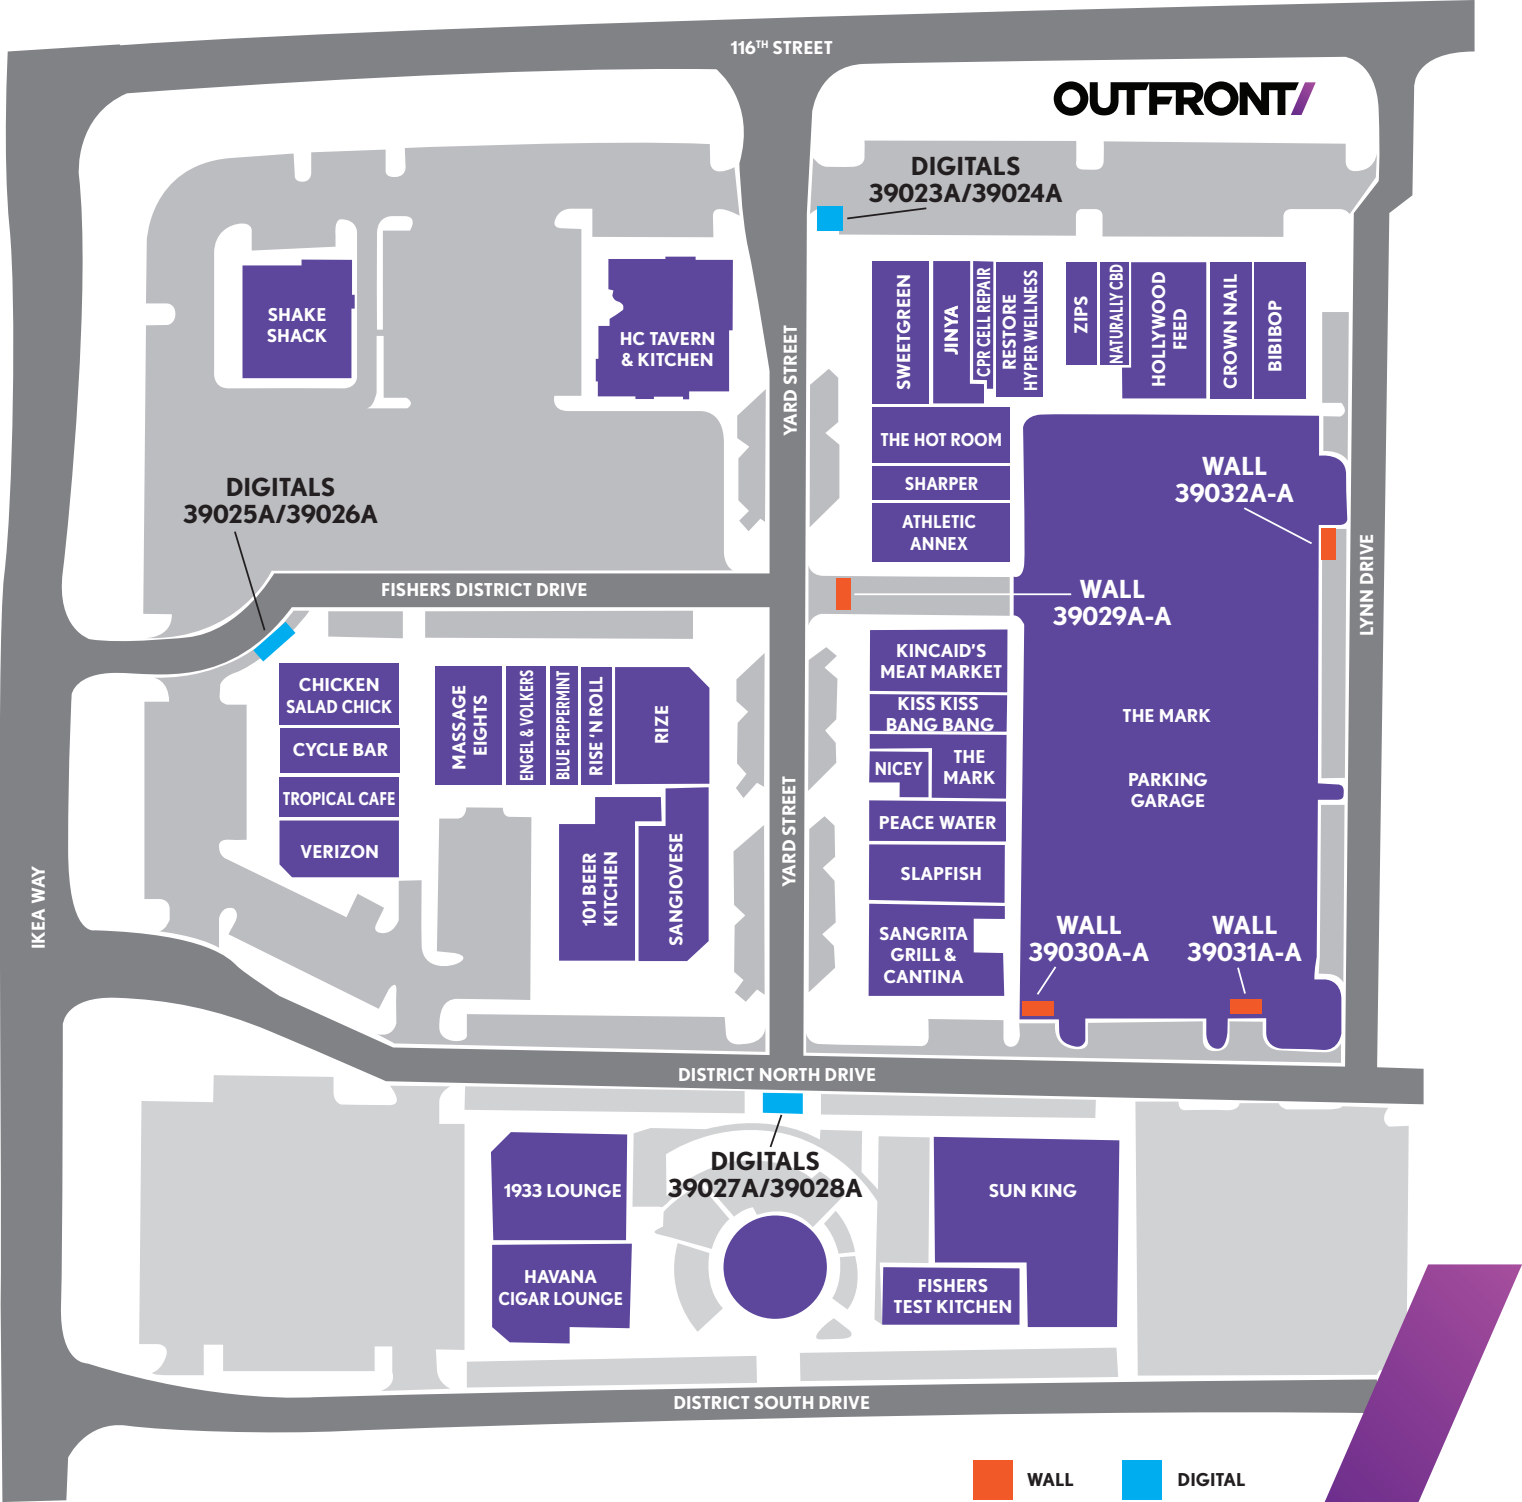 116TH STREET
OUTFRONT/
DIGITALS
39023A/39024A
SHAKE
SHACK
HC TAVERN
& KITCHEN
YARD STREET
SWEETGREEN
JINYA
CPR CELL REPAIR
RESTORE
HYPER WELLNESS
ZIPS
NATURALLY CBD
HOLLYWOOD
FEED
CROWN NAIL
BIBIBOP
THE HOT ROOM
SHARPER
ATHLETIC
ANNEX
WALL
39032A-A
DIGITALS
39025A/39026A
FISHERS DISTRICT DRIVE
WALL
39029A-A
LYNN DRIVE
CHICKEN
SALAD CHICK
CYCLE BAR
TROPICAL CAFE
VERIZON
MASSAGE
EIGHTS
ENGEL & VOLKERS
BLUE PEPPERMINT
RISE 'N ROLL
RIZE
101 BEER
KITCHEN
SANGIOVESE
YARD STREET
KINCAID'S
MEAT MARKET
KISS KISS
BANG BANG
NICEY
THE
MARK
PEACE WATER
SLAPFISH
SANGRITA
GRILL &
CANTINA
THE MARK
PARKING
GARAGE
WALL
39030A-A
WALL
39031A-A
IKEA WAY
DISTRICT NORTH DRIVE
DIGITALS
39027A/39028A
1933 LOUNGE
HAVANA
CIGAR LOUNGE
SUN KING
FISHERS
TEST KITCHEN
DISTRICT SOUTH DRIVE
WALL
DIGITAL